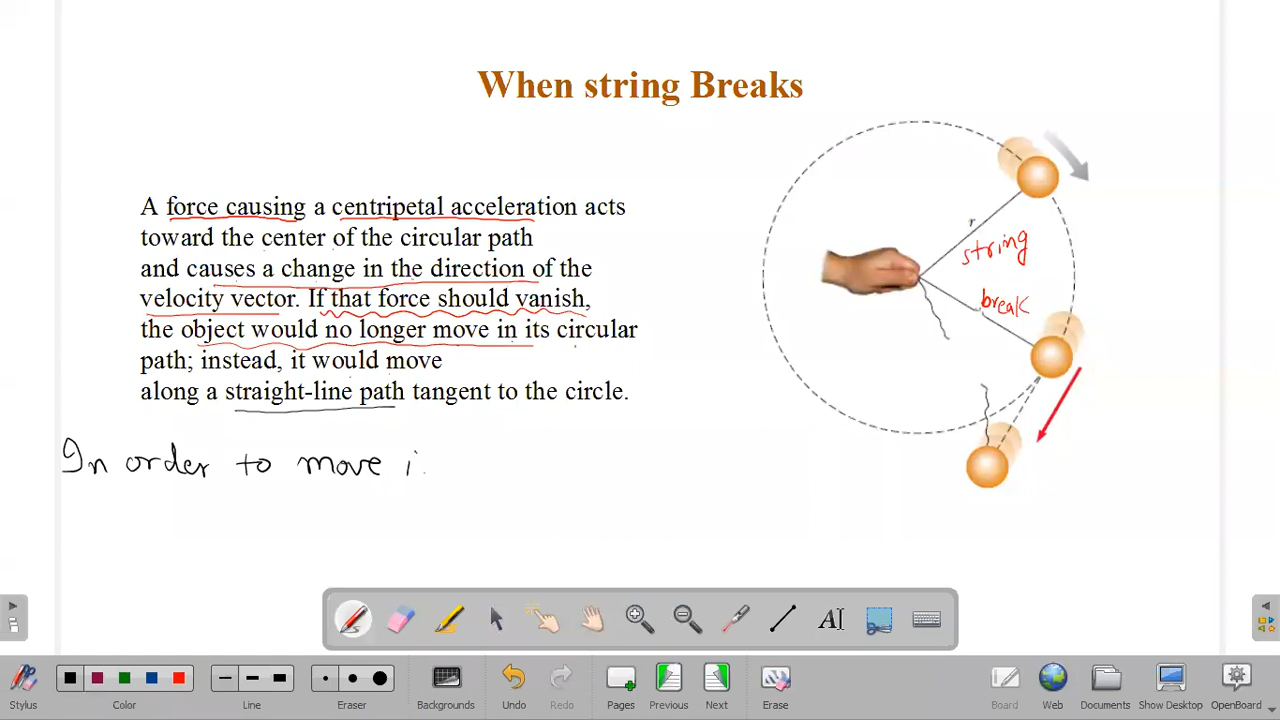 When string Breaks
A force causing a centripetal acceleration acts
toward the center of the circular path
and causes a change in the direction of the
velocity vector. If that force should vanish,
the object would no longer move in its circular
path; instead, it would move
along a straight-line path tangent to the circle.
In order to move i
r
string
break
Stylus
Color
Line
Eraser
Backgrounds
Undo
Redo
Pages
Previous
Next
Erase
Board
Web
Documents
Show Desktop
OpenBoard